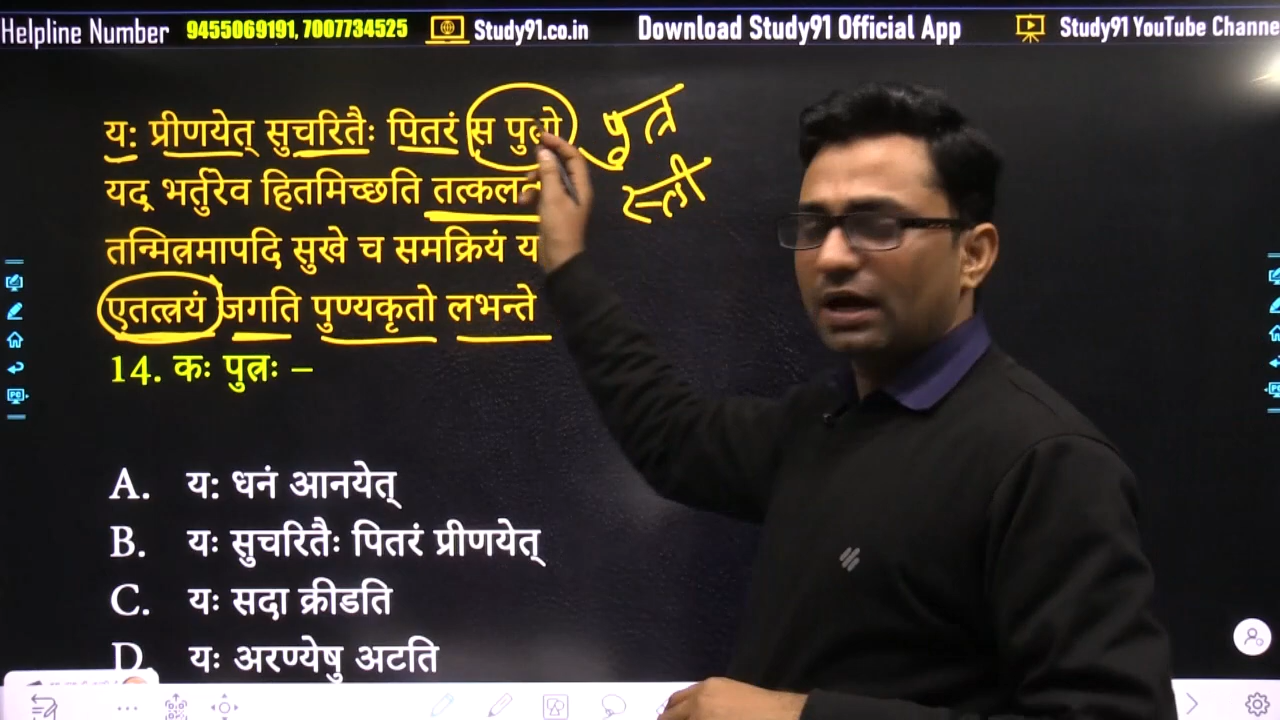 Helpline Number 9455069191, 7007734525 Study91.co.in Download Study91 Official App Study91 YouTube Channe
यः प्रीणयेत् सुचरितैः पितरं स पुत्रो पुत्र
यद् भर्तुरेव हितमिच्छति स्त्री
तन्मित्रमापदि सुखे च समक्रियं य
एतत्त्रयं जगति पुण्यकृतो लभन्ते
14. कः पुत्रः –
A. यः धनं आनयेत्
B. यः सुचरितैः पितरं प्रीणयेत्
C. यः सदा क्रीडति
D. यः अरण्येषु अटति